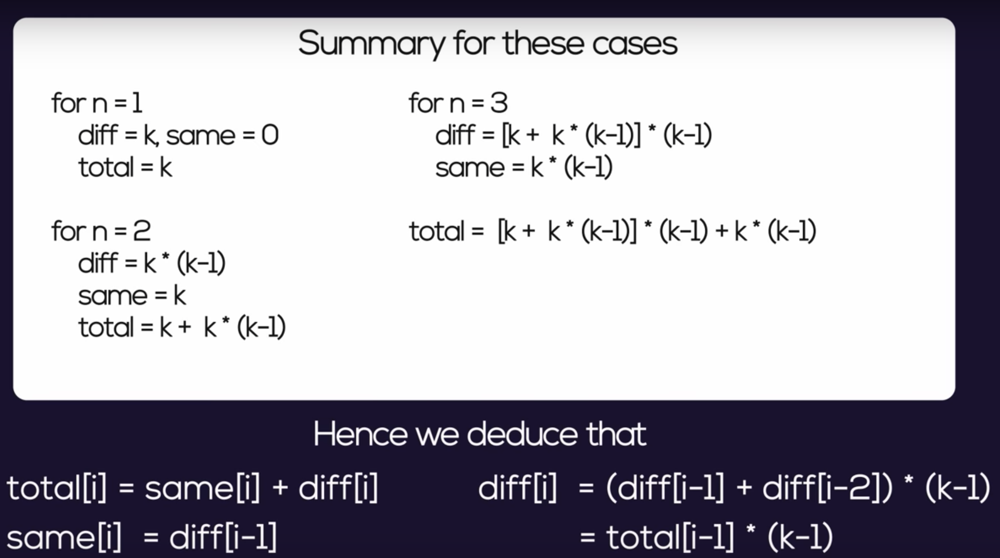 Summary for these cases
for n = 1
diff = k, same = 0
total = k
for n = 2
diff = k * (k-1)
same = k
total = k + k * (k-1)
for n = 3
diff = [k + k * (k-1)] * (k-1)
same = k * (k-1)
total = [k + k * (k-1)] * (k-1) + k * (k-1)
Hence we deduce that
total[i] = same[i] + diff[i]
same[i] = diff[i-1]
diff[i] = (diff[i-1] + diff[i-2]) * (k-1)
= total[i-1] * (k-1)